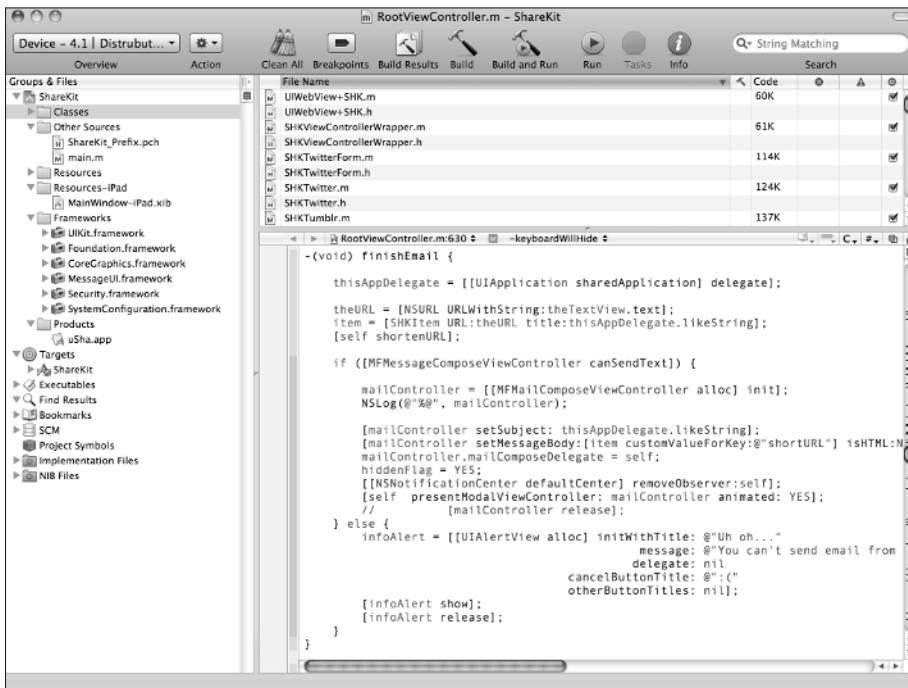 RootViewController.m – ShareKit
Device – 4.1 | Distrubut...
Overview
Action
Clean All Breakpoints Build Results Build Build and Run Run Tasks Info
String Matching
Search
Groups & Files
ShareKit
Classes
Other Sources
ShareKit_Prefix.pch
main.m
Resources
Resources-iPad
MainWindow-iPad.xib
Frameworks
UIKit.framework
Foundation.framework
CoreGraphics.framework
MessageUI.framework
Security.framework
SystemConfiguration.framework
Products
uSha.app
Targets
ShareKit
Executables
Find Results
Bookmarks
SCM
Project Symbols
Implementation Files
NIB Files
File Name Code
UIWebView+SHK.m 60K
UIWebView+SHK.h
SHKViewControllerWrapper.m 61K
SHKViewControllerWrapper.h
SHKTwitterForm.m 114K
SHKTwitterForm.h
SHKTwitter.m 124K
SHKTwitter.h
SHKTumblr.m 137K
RootViewController.m:630 -keyboardWillHide C, #,
-(void) finishEmail {
thisAppDelegate = [[UIApplication sharedApplication] delegate];
theURL = [NSURL URLWithString:theTextView.text];
item = [SHKItem URL:theURL title:thisAppDelegate.likeString];
[self shortenURL];
if ([MFMessageComposeViewController canSendText]) {
mailController = [[MFMailComposeViewController alloc] init];
NSLog(@"%@", mailController);
[mailController setSubject: thisAppDelegate.likeString];
[mailController setMessageBody:[item customValueForKey:@"shortURL"] isHTML:N
mailController.mailComposeDelegate = self;
hiddenFlag = YES;
[[NSNotificationCenter defaultCenter] removeObserver:self];
[self presentModalViewController: mailController animated: YES];
// [mailController release];
} else {
infoAlert = [[UIAlertView alloc] initWithTitle: @"Uh oh..."
message: @"You can't send email from
delegate: nil
cancelButtonTitle: @":("
otherButtonTitles: nil];
[infoAlert show];
[infoAlert release];
}
}